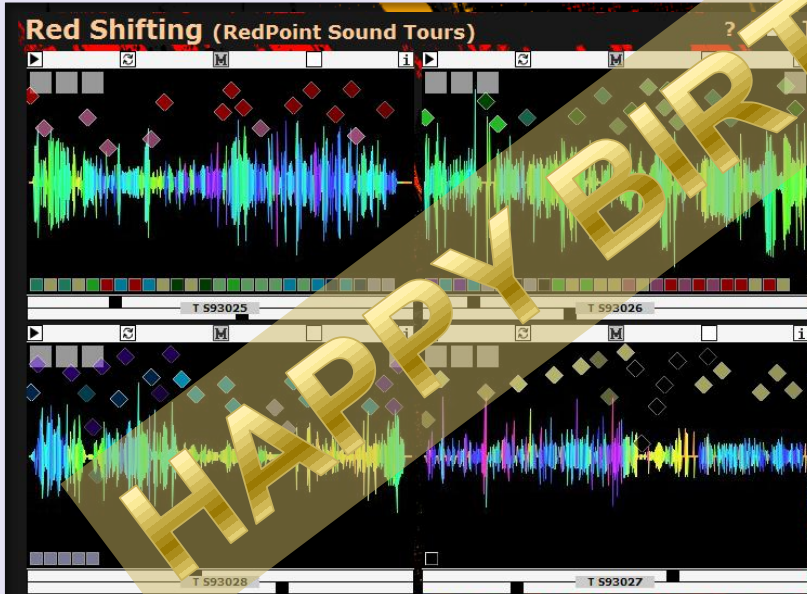 Red Shifting (RedPoint Sound Tours)
?
M
i
M
T S93025
T S93026
M
i
M
i
T S93028
T S93027
HAPPY BIRT